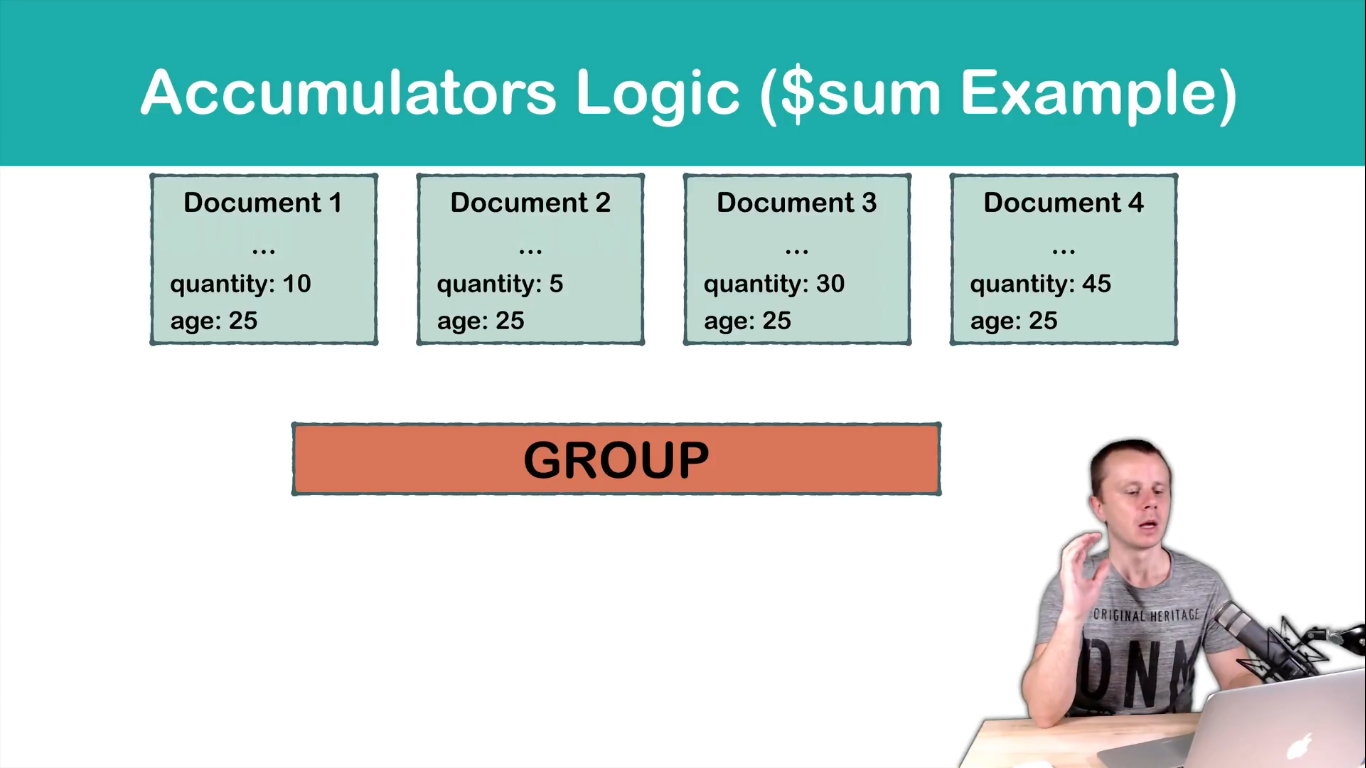 Accumulators Logic ($sum Example)
Document 1
...
quantity: 10
age: 25
Document 2
...
quantity: 5
age: 25
Document 3
...
quantity: 30
age: 25
Document 4
...
quantity: 45
age: 25
GROUP
ORIGINAL HERITAGE
DNM